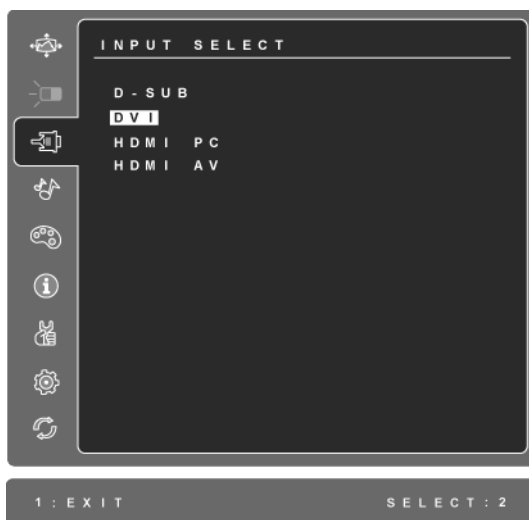 INPUT SELECT
D-SUB
DVI
HDMI PC
HDMI AV
1:EXIT SELECT:2